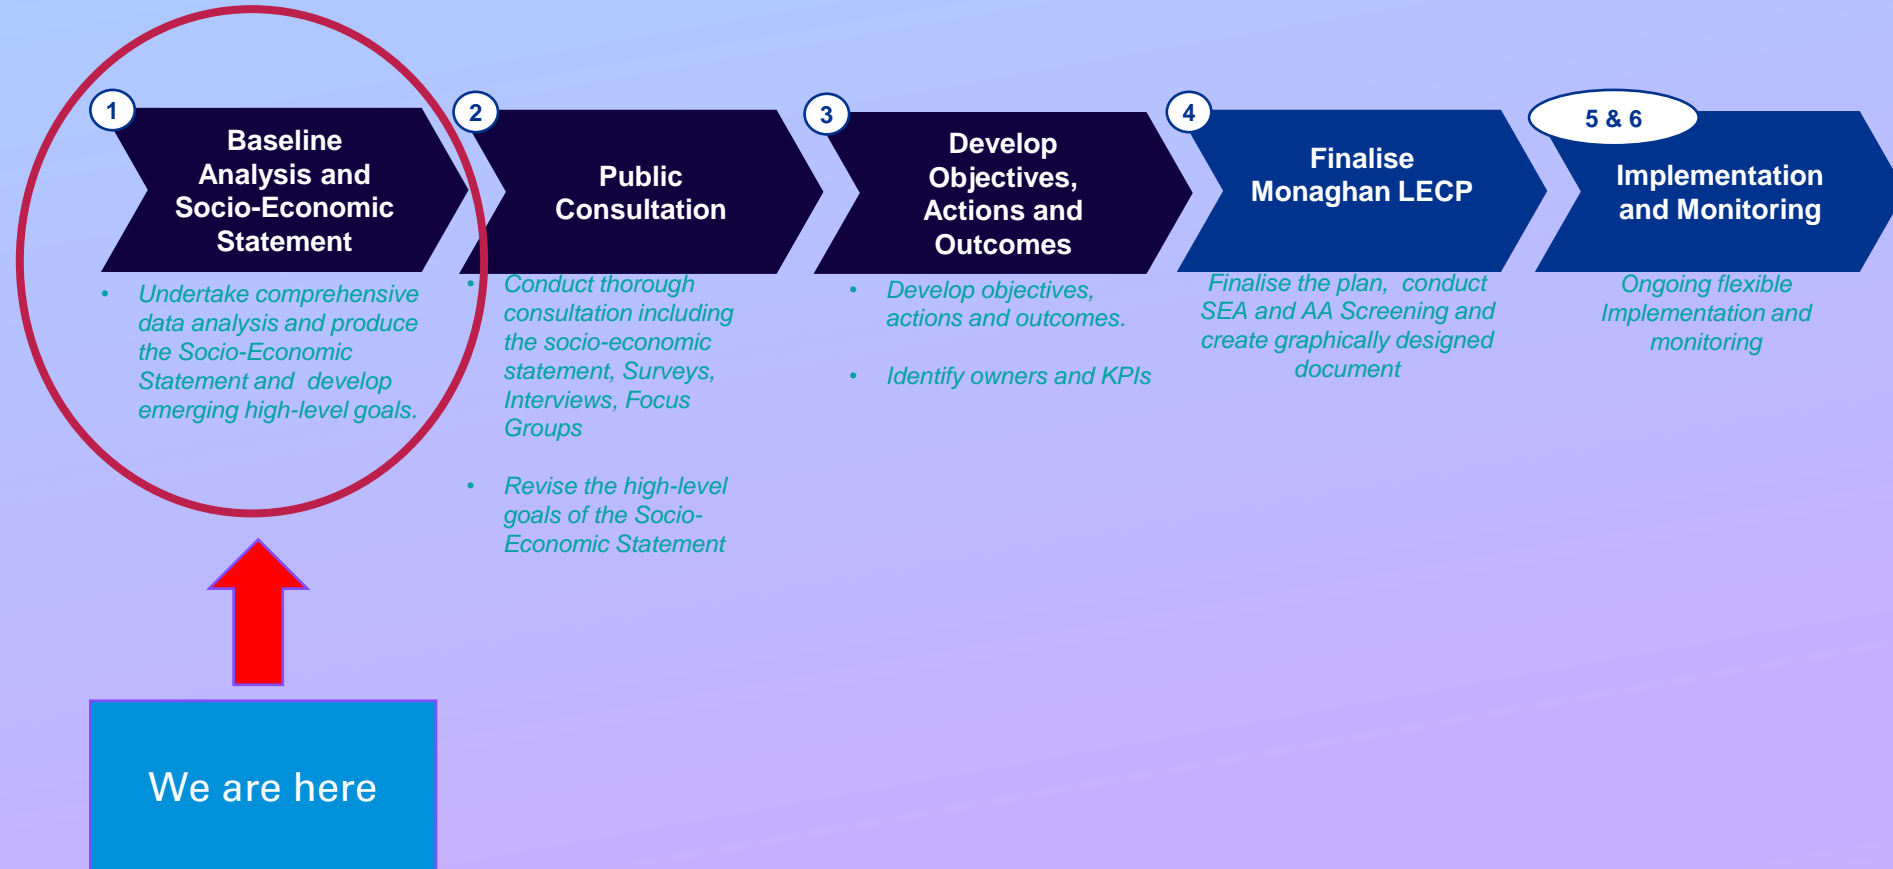 1
Baseline
Analysis and
Socio-Economic
Statement
• Undertake comprehensive
data analysis and produce
the Socio-Economic
Statement and  develop
emerging high-level goals.
2
Public
Consultation
• Conduct thorough
consultation including
the socio-economic
statement, Surveys,
Interviews, Focus
Groups
• Revise the high-level
goals of the Socio-
Economic Statement
3
Develop
Objectives,
Actions and
Outcomes
• Develop objectives,
actions and outcomes.
• Identify owners and KPIs
4
Finalise
Monaghan LECP
Finalise the plan,  conduct
SEA and AA Screening and
create graphically designed
document
5 & 6
Implementation
and Monitoring
Ongoing flexible
Implementation and
monitoring
We are here